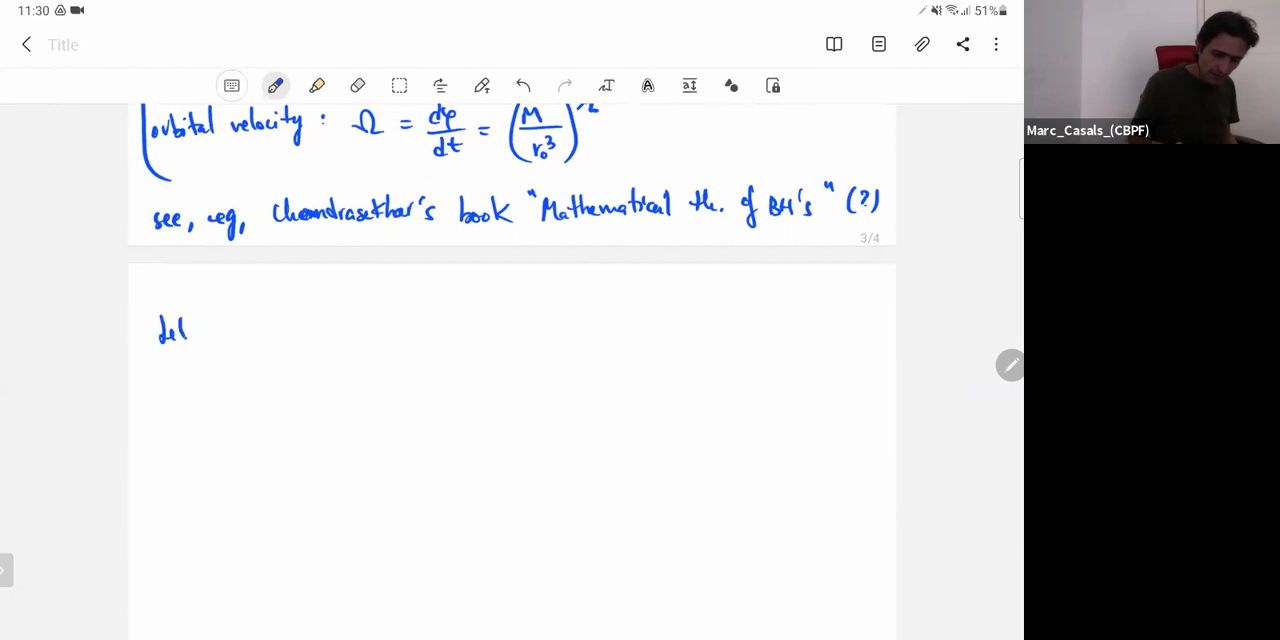 11:30 51%
Title
Marc_Casals_(CBPF)
orbital velocity : Ω = dφ/dt = (M/r₀³)^½
see, eg, Chandrasekhar's book "Mathematical th. of BH's" (?)
3/4
del